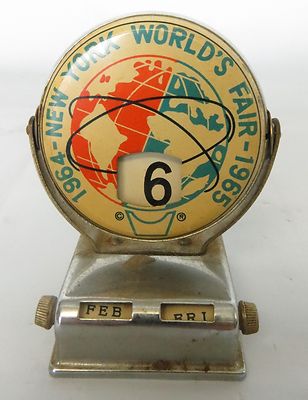 1964-NEW YORK WORLD'S FAIR-1965
6
© ®
FEB FRI